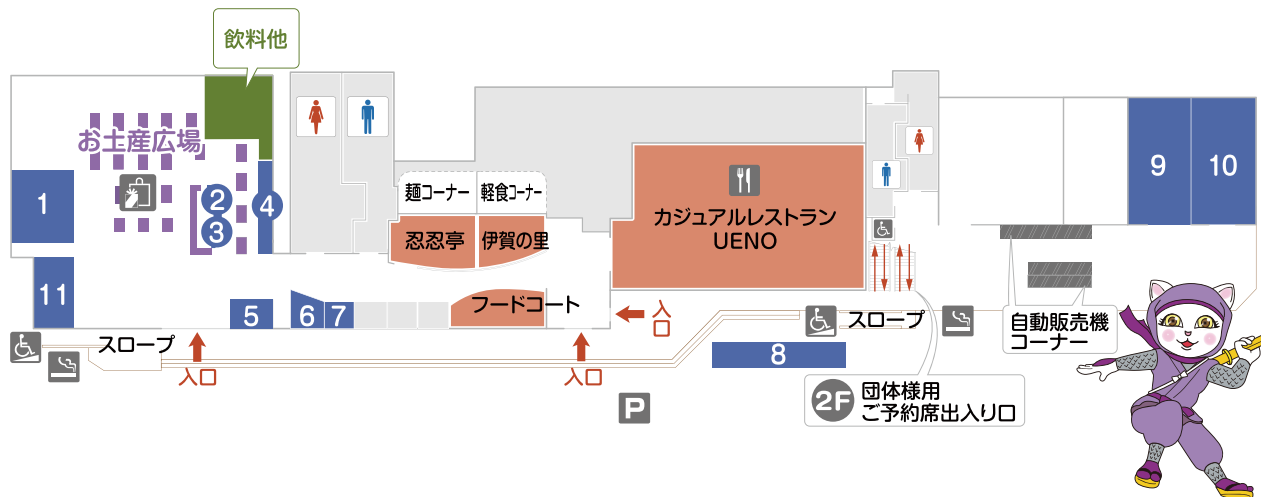 飲料他
お土産広場
1
2
3
4
11
5
6
7
麺コーナー
軽食コーナー
忍忍亭
伊賀の里
フードコート
カジュアルレストラン
UENO
9
10
入口
スロープ
入口
入口
スロープ
8
自動販売機
コーナー
P
2F
団体様用
ご予約席出入り口